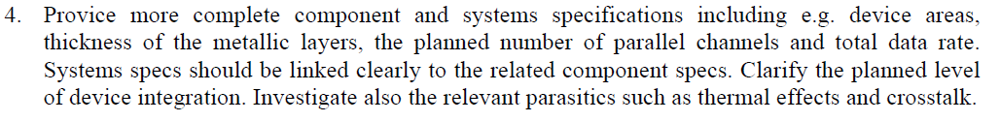 4. Provice more complete component and systems specifications including e.g. device areas,
thickness of the metallic layers, the planned number of parallel channels and total data rate.
Systems specs should be linked clearly to the related component specs. Clarify the planned level
of device integration. Investigate also the relevant parasitics such as thermal effects and crosstalk.